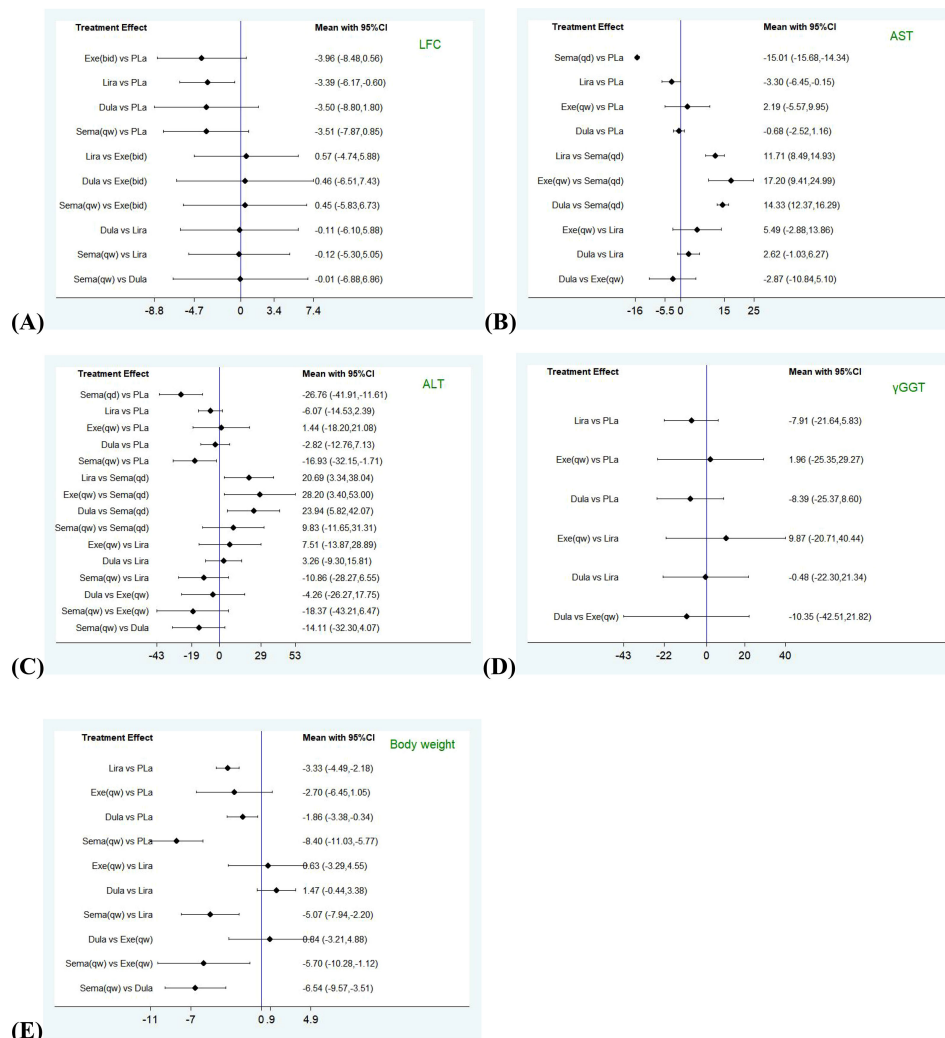 Treatment Effect Mean with 95%CI
LFC
Exe(bid) vs PLa -3.96 (-8.48,0.56)
Lira vs PLa -3.39 (-6.17,-0.60)
Dula vs PLa -3.50 (-8.80,1.80)
Sema(qw) vs PLa -3.51 (-7.87,0.85)
Lira vs Exe(bid) 0.57 (-4.74,5.88)
Dula vs Exe(bid) 0.46 (-6.51,7.43)
Sema(qw) vs Exe(bid) 0.45 (-5.83,6.73)
Dula vs Lira -0.11 (-6.10,5.88)
Sema(qw) vs Lira -0.12 (-5.30,5.05)
Sema(qw) vs Dula -0.01 (-6.88,6.86)
-8.8 -4.7 0 3.4 7.4
(A)
Treatment Effect Mean with 95%CI
AST
Sema(qd) vs PLa -15.01 (-15.68,-14.34)
Lira vs PLa -3.30 (-6.45,-0.15)
Exe(qw) vs PLa 2.19 (-5.57,9.95)
Dula vs PLa -0.68 (-2.52,1.16)
Lira vs Sema(qd) 11.71 (8.49,14.93)
Exe(qw) vs Sema(qd) 17.20 (9.41,24.99)
Dula vs Sema(qd) 14.33 (12.37,16.29)
Exe(qw) vs Lira 5.49 (-2.88,13.86)
Dula vs Lira 2.62 (-1.03,6.27)
Dula vs Exe(qw) -2.87 (-10.84,5.10)
-16 -5.5 0 15 25
(B)
Treatment Effect Mean with 95%CI
ALT
Sema(qd) vs PLa -26.76 (-41.91,-11.61)
Lira vs PLa -6.07 (-14.53,2.39)
Exe(qw) vs PLa 1.44 (-18.20,21.08)
Dula vs PLa -2.82 (-12.76,7.13)
Sema(qw) vs PLa -16.93 (-32.15,-1.71)
Lira vs Sema(qd) 20.69 (3.34,38.04)
Exe(qw) vs Sema(qd) 28.20 (3.40,53.00)
Dula vs Sema(qd) 23.94 (5.82,42.07)
Sema(qw) vs Sema(qd) 9.83 (-11.65,31.31)
Exe(qw) vs Lira 7.51 (-13.87,28.89)
Dula vs Lira 3.26 (-9.30,15.81)
Sema(qw) vs Lira -10.86 (-28.27,6.55)
Dula vs Exe(qw) -4.26 (-26.27,17.75)
Sema(qw) vs Exe(qw) -18.37 (-43.21,6.47)
Sema(qw) vs Dula -14.11 (-32.30,4.07)
-43 -19 0 29 53
(C)
Treatment Effect Mean with 95%CI
γGGT
Lira vs PLa -7.91 (-21.64,5.83)
Exe(qw) vs PLa 1.96 (-25.35,29.27)
Dula vs PLa -8.39 (-25.37,8.60)
Exe(qw) vs Lira 9.87 (-20.71,40.44)
Dula vs Lira -0.48 (-22.30,21.34)
Dula vs Exe(qw) -10.35 (-42.51,21.82)
-43 -22 0 20 40
(D)
Treatment Effect Mean with 95%CI
Body weight
Lira vs PLa -3.33 (-4.49,-2.18)
Exe(qw) vs PLa -2.70 (-6.45,1.05)
Dula vs PLa -1.86 (-3.38,-0.34)
Sema(qw) vs PLa -8.40 (-11.03,-5.77)
Exe(qw) vs Lira 0.63 (-3.29,4.55)
Dula vs Lira 1.47 (-0.44,3.38)
Sema(qw) vs Lira -5.07 (-7.94,-2.20)
Dula vs Exe(qw) 0.84 (-3.21,4.88)
Sema(qw) vs Exe(qw) -5.70 (-10.28,-1.12)
Sema(qw) vs Dula -6.54 (-9.57,-3.51)
-11 -7 0 0.9 4.9
(E)